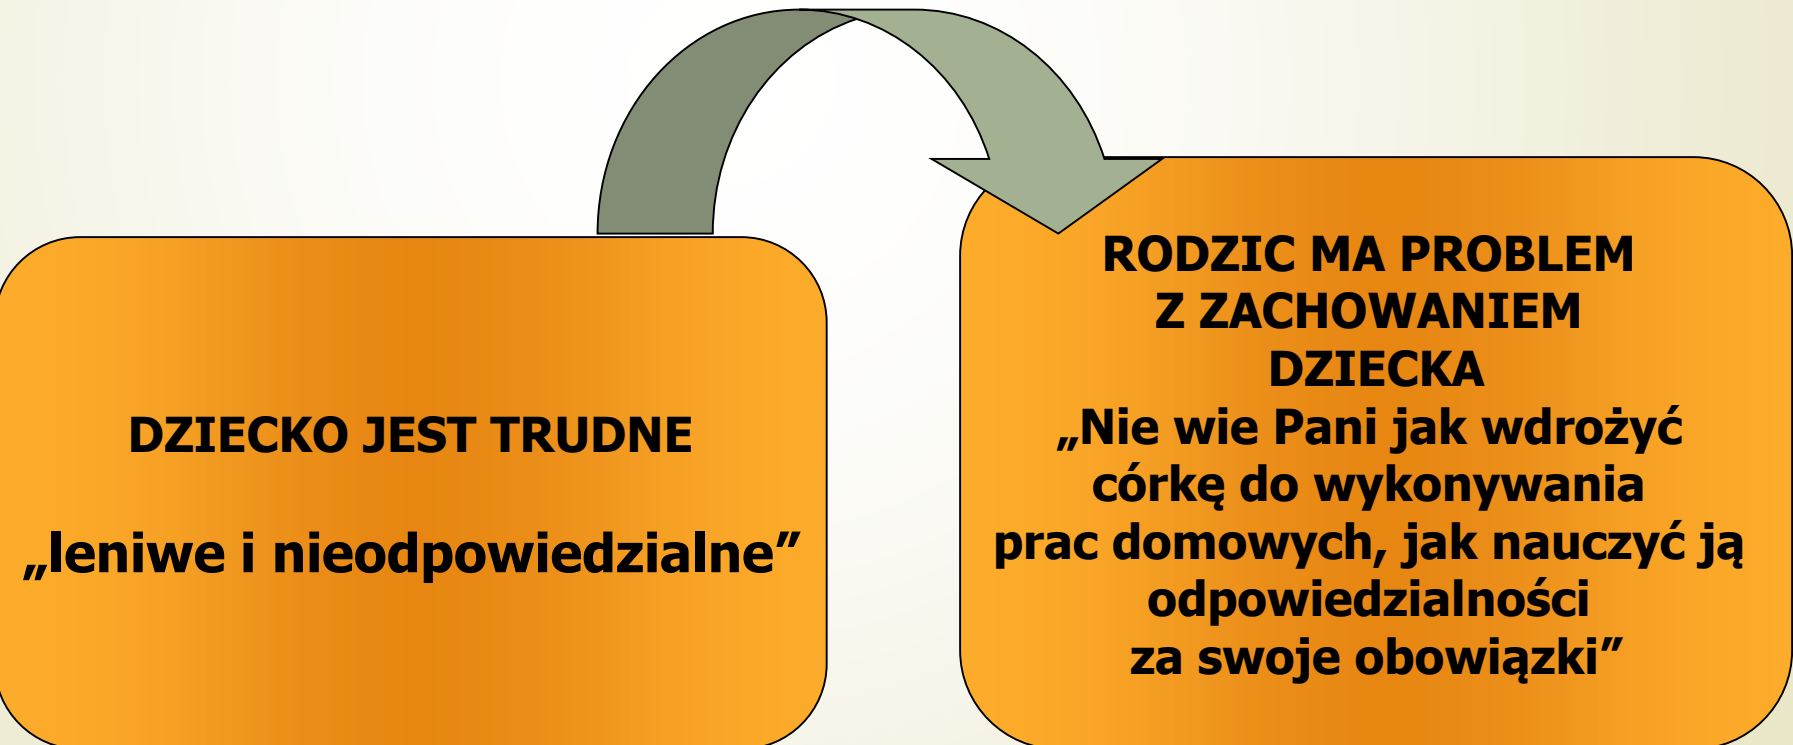 DZIECKO JEST TRUDNE
„leniwe i nieodpowiedzialne”
RODZIC MA PROBLEM
Z ZACHOWANIEM
DZIECKA
„Nie wie Pani jak wdrożyć
córkę do wykonywania
prac domowych, jak nauczyć ją
odpowiedzialności
za swoje obowiązki”